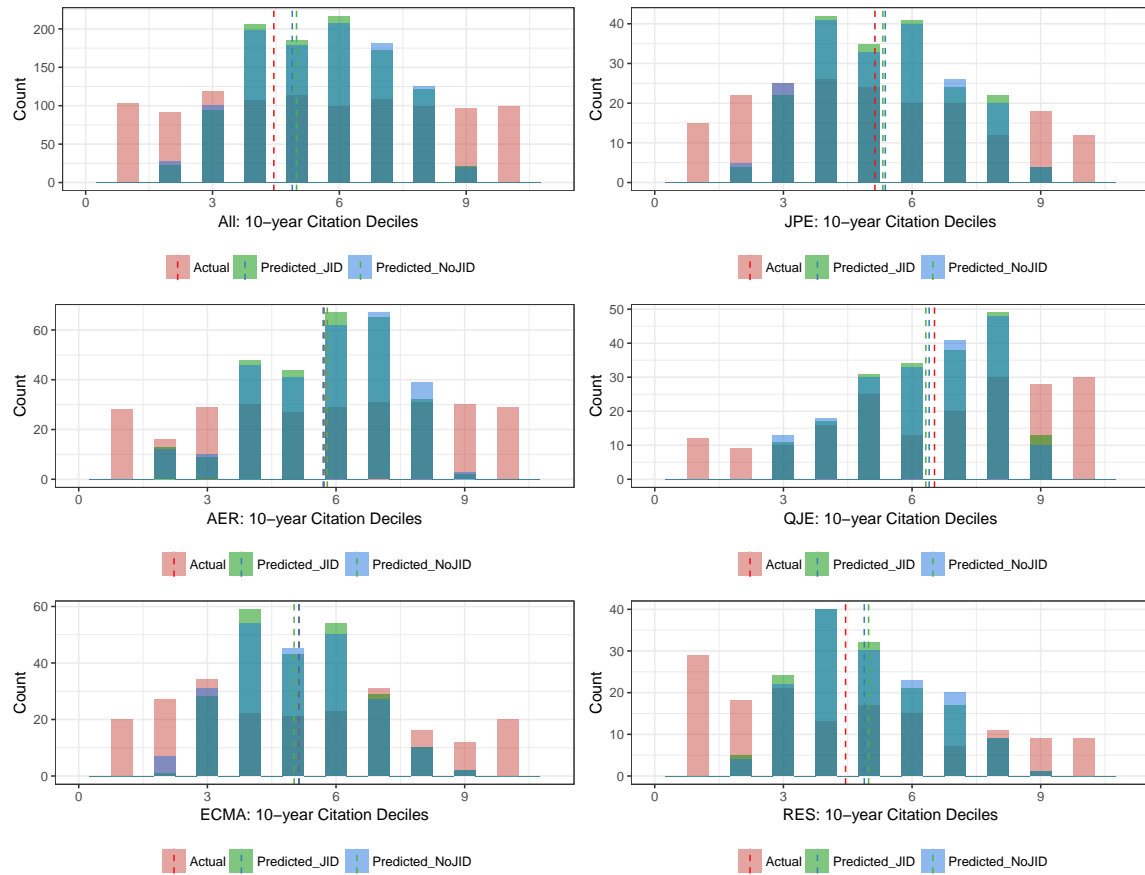 Count
200
150
100
50
0
0 3 6 9
All: 10−year Citation Deciles
Actual Predicted_JID Predicted_NoJID
Count
40
30
20
10
0
0 3 6 9
JPE: 10−year Citation Deciles
Actual Predicted_JID Predicted_NoJID
Count
60
40
20
0
0 3 6 9
AER: 10−year Citation Deciles
Actual Predicted_JID Predicted_NoJID
Count
50
40
30
20
10
0
0 3 6 9
QJE: 10−year Citation Deciles
Actual Predicted_JID Predicted_NoJID
Count
60
40
20
0
0 3 6 9
ECMA: 10−year Citation Deciles
Actual Predicted_JID Predicted_NoJID
Count
40
30
20
10
0
0 3 6 9
RES: 10−year Citation Deciles
Actual Predicted_JID Predicted_NoJID